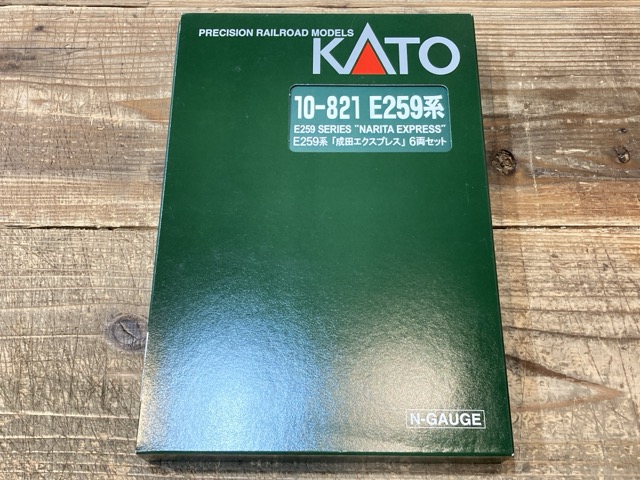 PRECISION RAILROAD MODELS
KATO
10-821 E259系
E259 SERIES "NARITA EXPRESS"
E259系「成田エクスプレス」6両セット
N-GAUGE